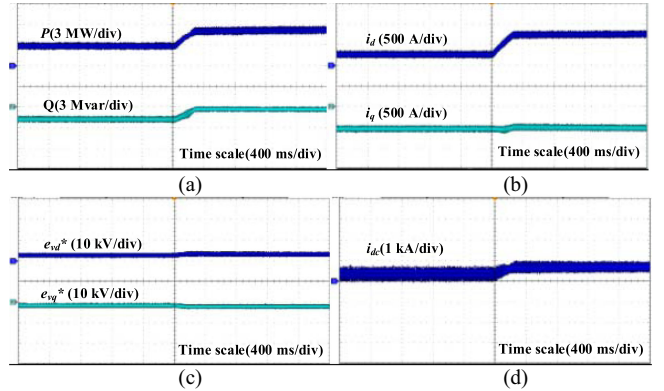 P(3 MW/div)
Q(3 Mvar/div)
Time scale(400 ms/div)
(a)
i_d (500 A/div)
i_q (500 A/div)
Time scale(400 ms/div)
(b)
e_vd* (10 kV/div)
e_vq* (10 kV/div)
Time scale(400 ms/div)
(c)
i_dc(1 kA/div)
Time scale(400 ms/div)
(d)